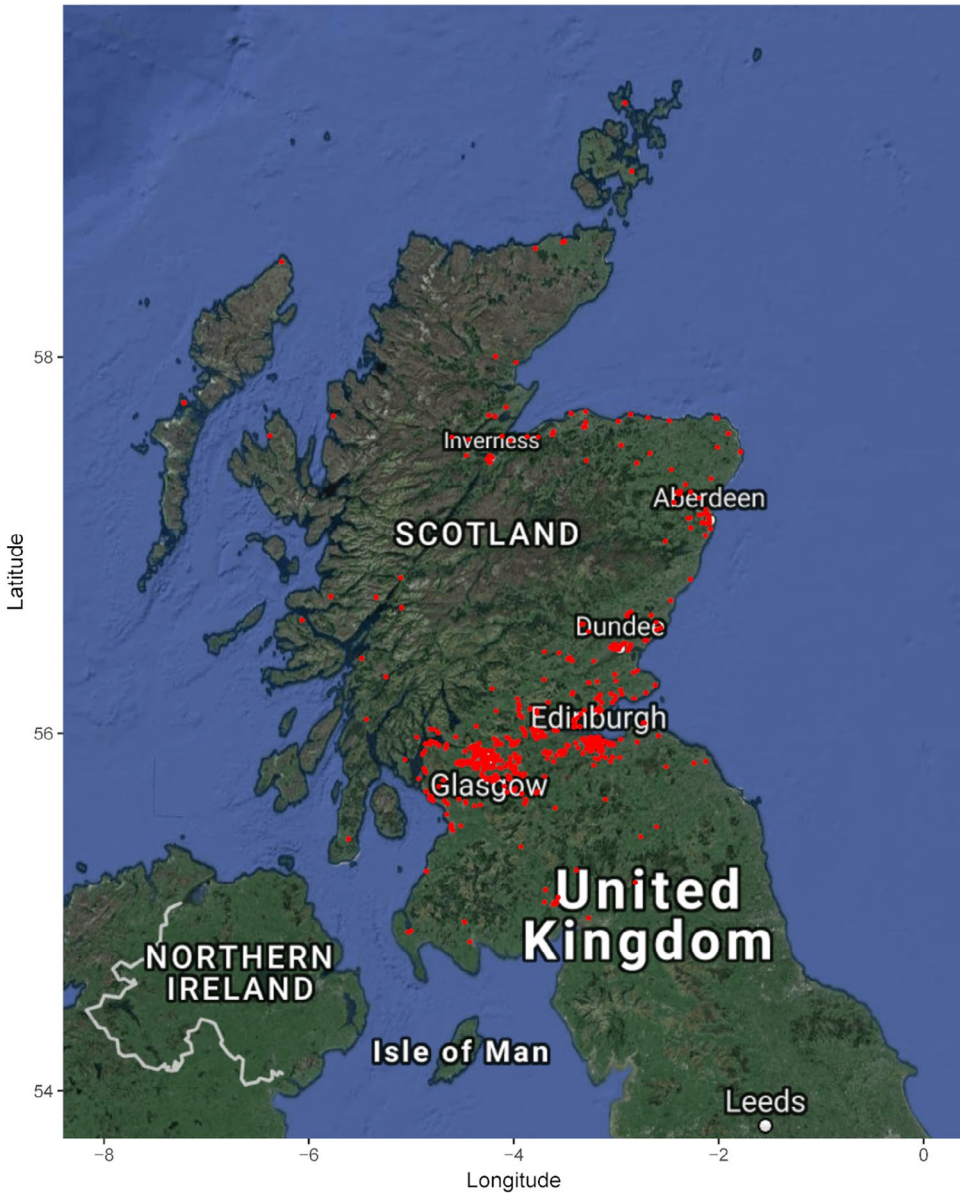 58
Inverness
Aberdeen
SCOTLAND
Latitude
Dundee
Edinburgh
56
Glasgow
United
Kingdom
NORTHERN
IRELAND
Isle of Man
54
Leeds
−8
−6
−4
−2
0
Longitude